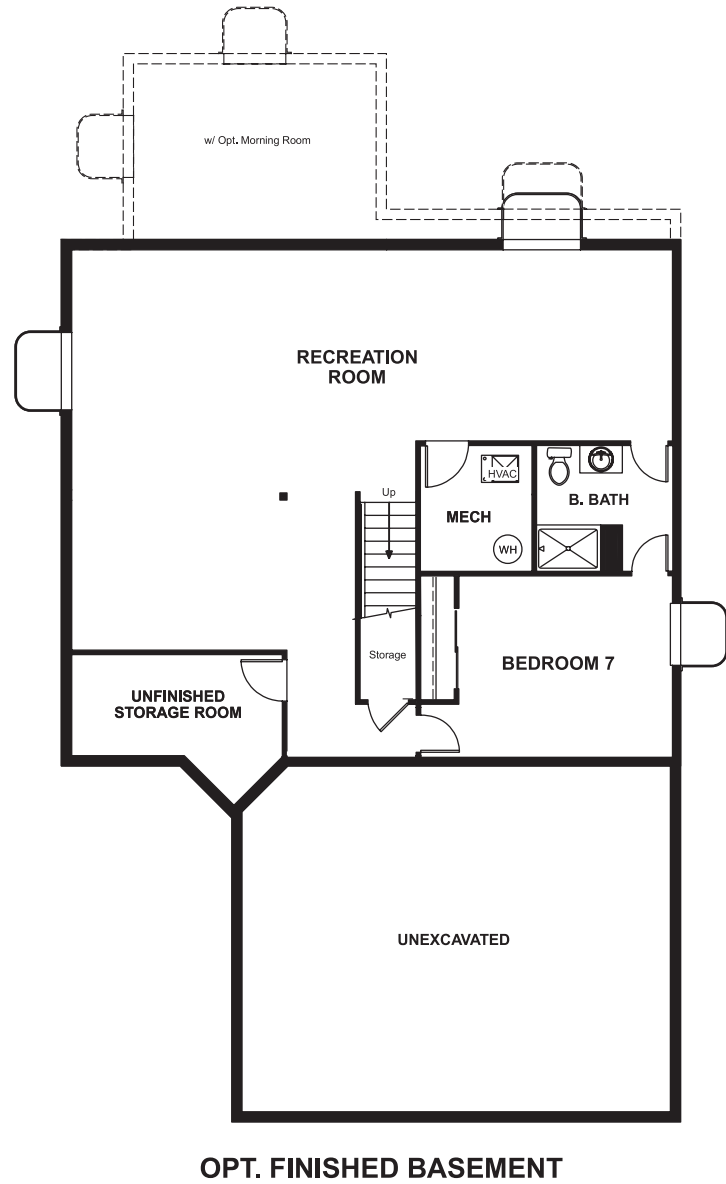 w/ Opt. Morning Room
RECREATION
ROOM
Up
HVAC
MECH
WH
B. BATH
Storage
BEDROOM 7
UNFINISHED
STORAGE ROOM
UNEXCAVATED
OPT. FINISHED BASEMENT